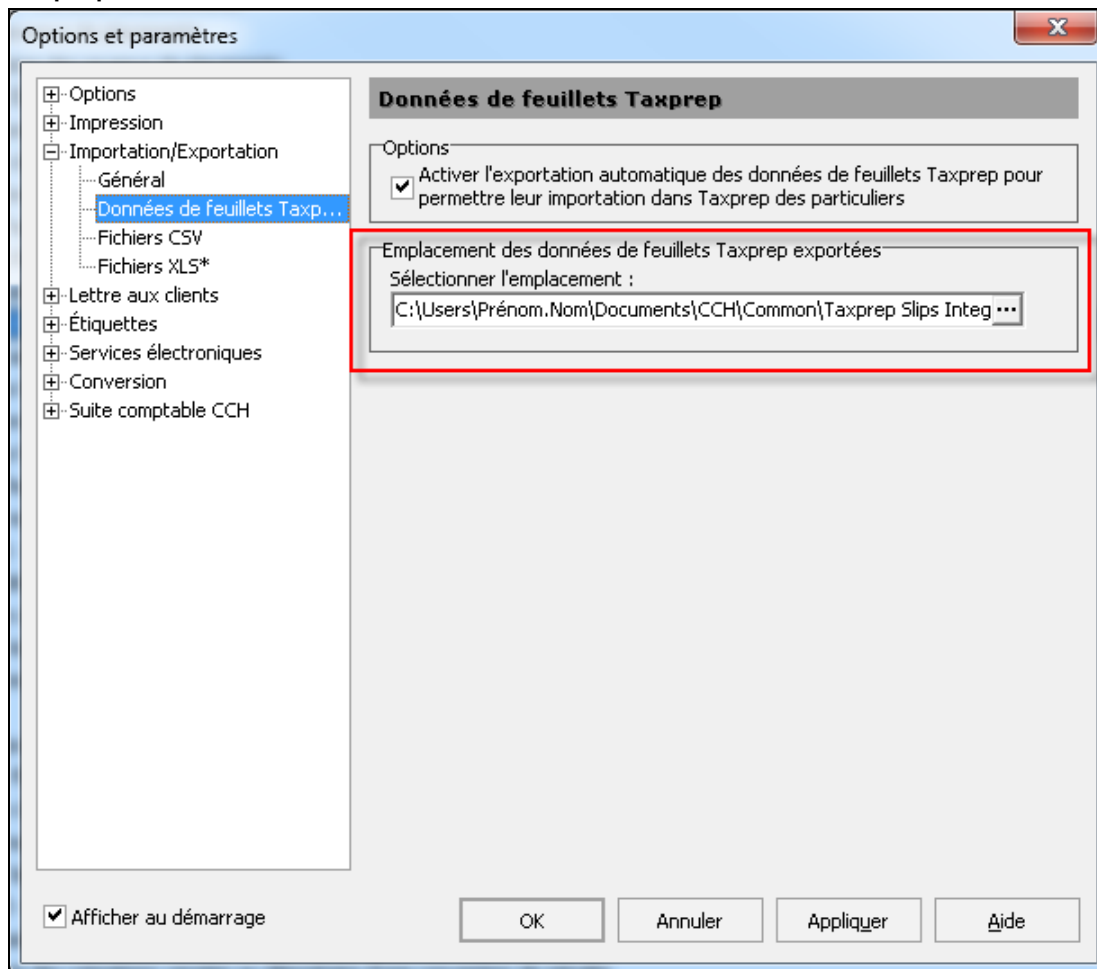 Options et paramètres
Options
Impression
Importation/Exportation
Général
Données de feuillets Taxp...
Fichiers CSV
Fichiers XLS*
Lettre aux clients
Étiquettes
Services électroniques
Conversion
Suite comptable CCH
Données de feuillets Taxprep
Options
Activer l'exportation automatique des données de feuillets Taxprep pour
permettre leur importation dans Taxprep des particuliers
Emplacement des données de feuillets Taxprep exportées
Sélectionner l'emplacement :
C:\Users\Prénom.Nom\Documents\CCH\Common\Taxprep Slips Integ ...
Afficher au démarrage
OK
Annuler
Appliquer
Aide